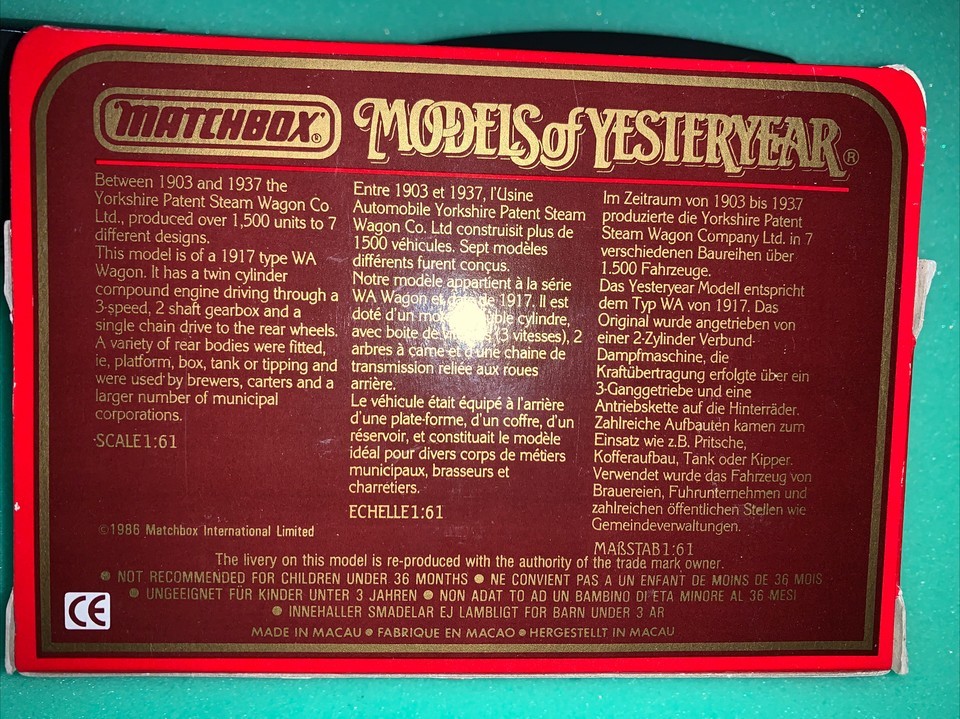 MATCHBOX®
MODELS of YESTERYEAR®
Between 1903 and 1937 the
Yorkshire Patent Steam Wagon Co
Ltd., produced over 1,500 units to 7
different designs.
This model is of a 1917 type WA
Wagon. It has a twin cylinder
compound engine driving through a
3-speed, 2 shaft gearbox and a
single chain drive to the rear wheels.
A variety of rear bodies were fitted,
ie, platform, box, tank or tipping and
were used by brewers, carters and a
larger number of municipal
corporations.
·SCALE 1:61
Entre 1903 et 1937, l'Usine
Automobile Yorkshire Patent Steam
Wagon Co. Ltd construisit plus de
1500 véhicules. Sept modèles
différents furent conçus.
Notre modèle appartient à la série
WA Wagon et date de 1917. Il est
doté d'un cylindre,
avec boite de (3 vitesses), 2
arbres à came et d'une chaine de
transmission reliée aux roues
arrière.
Le véhicule était équipé à l'arrière
d'une plate-forme, d'un coffre, d'un
réservoir, et constituait le modèle
idéal pour divers corps de métiers
municipaux, brasseurs et
charretiers.
ECHELLE 1:61
Im Zeitraum von 1903 bis 1937
produzierte die Yorkshire Patent
Steam Wagon Company Ltd. in 7
verschiedenen Baureihen über
1.500 Fahrzeuge.
Das Yesteryear Modell entspricht
dem Typ WA von 1917. Das
Original wurde angetrieben von
einer 2-Zylinder Verbund-
Dampfmaschine, die
Kraftübertragung erfolgte über ein
3-Ganggetriebe und eine
Antriebskette auf die Hinterräder.
Zahlreiche Aufbauten kamen zum
Einsatz wie z.B. Pritsche,
Kofferaufbau, Tank oder Kipper.
Verwendet wurde das Fahrzeug von
Brauereien, Fuhrunternehmen und
zahlreichen öffentlichen Stellen wie
Gemeindeverwaltungen.
MAßSTAB 1:61
©1986 Matchbox International Limited
The livery on this model is re-produced with the authority of the trade mark owner.
● NOT RECOMMENDED FOR CHILDREN UNDER 36 MONTHS ● NE CONVIENT PAS A UN ENFANT DE MOINS DE 36 MOIS
● UNGEEIGNET FÜR KINDER UNTER 3 JAHREN ● NON ADAT TO AD UN BAMBINO DI ETA MINORE AL 36 MESI
● INNEHALLER SMADELAR EJ LAMBLIGT FOR BARN UNDER 3 AR
CE
MADE IN MACAU ● FABRIQUE EN MACAO ● HERGESTELLT IN MACAU